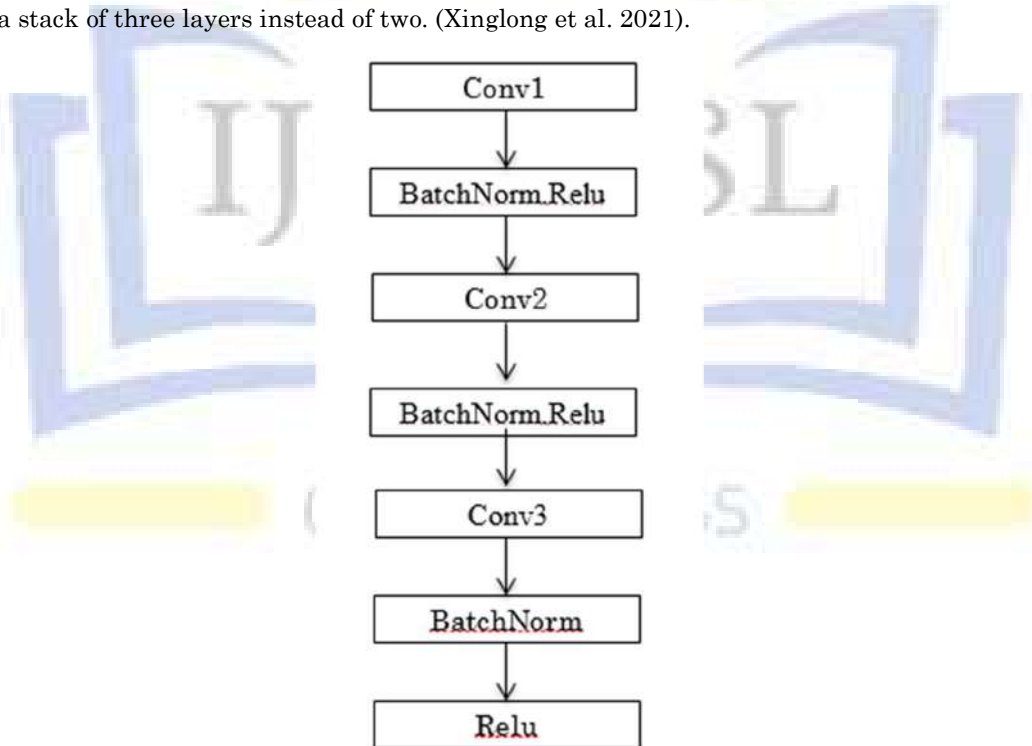 a stack of three layers instead of two. (Xinglong et al. 2021).
Conv1
BatchNorm.Relu
Conv2
BatchNorm.Relu
Conv3
BatchNorm
Relu